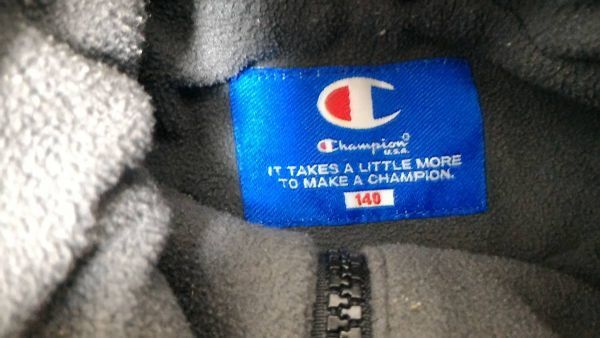 Champion
U.S.A.
IT TAKES A LITTLE MORE
TO MAKE A CHAMPION.
140